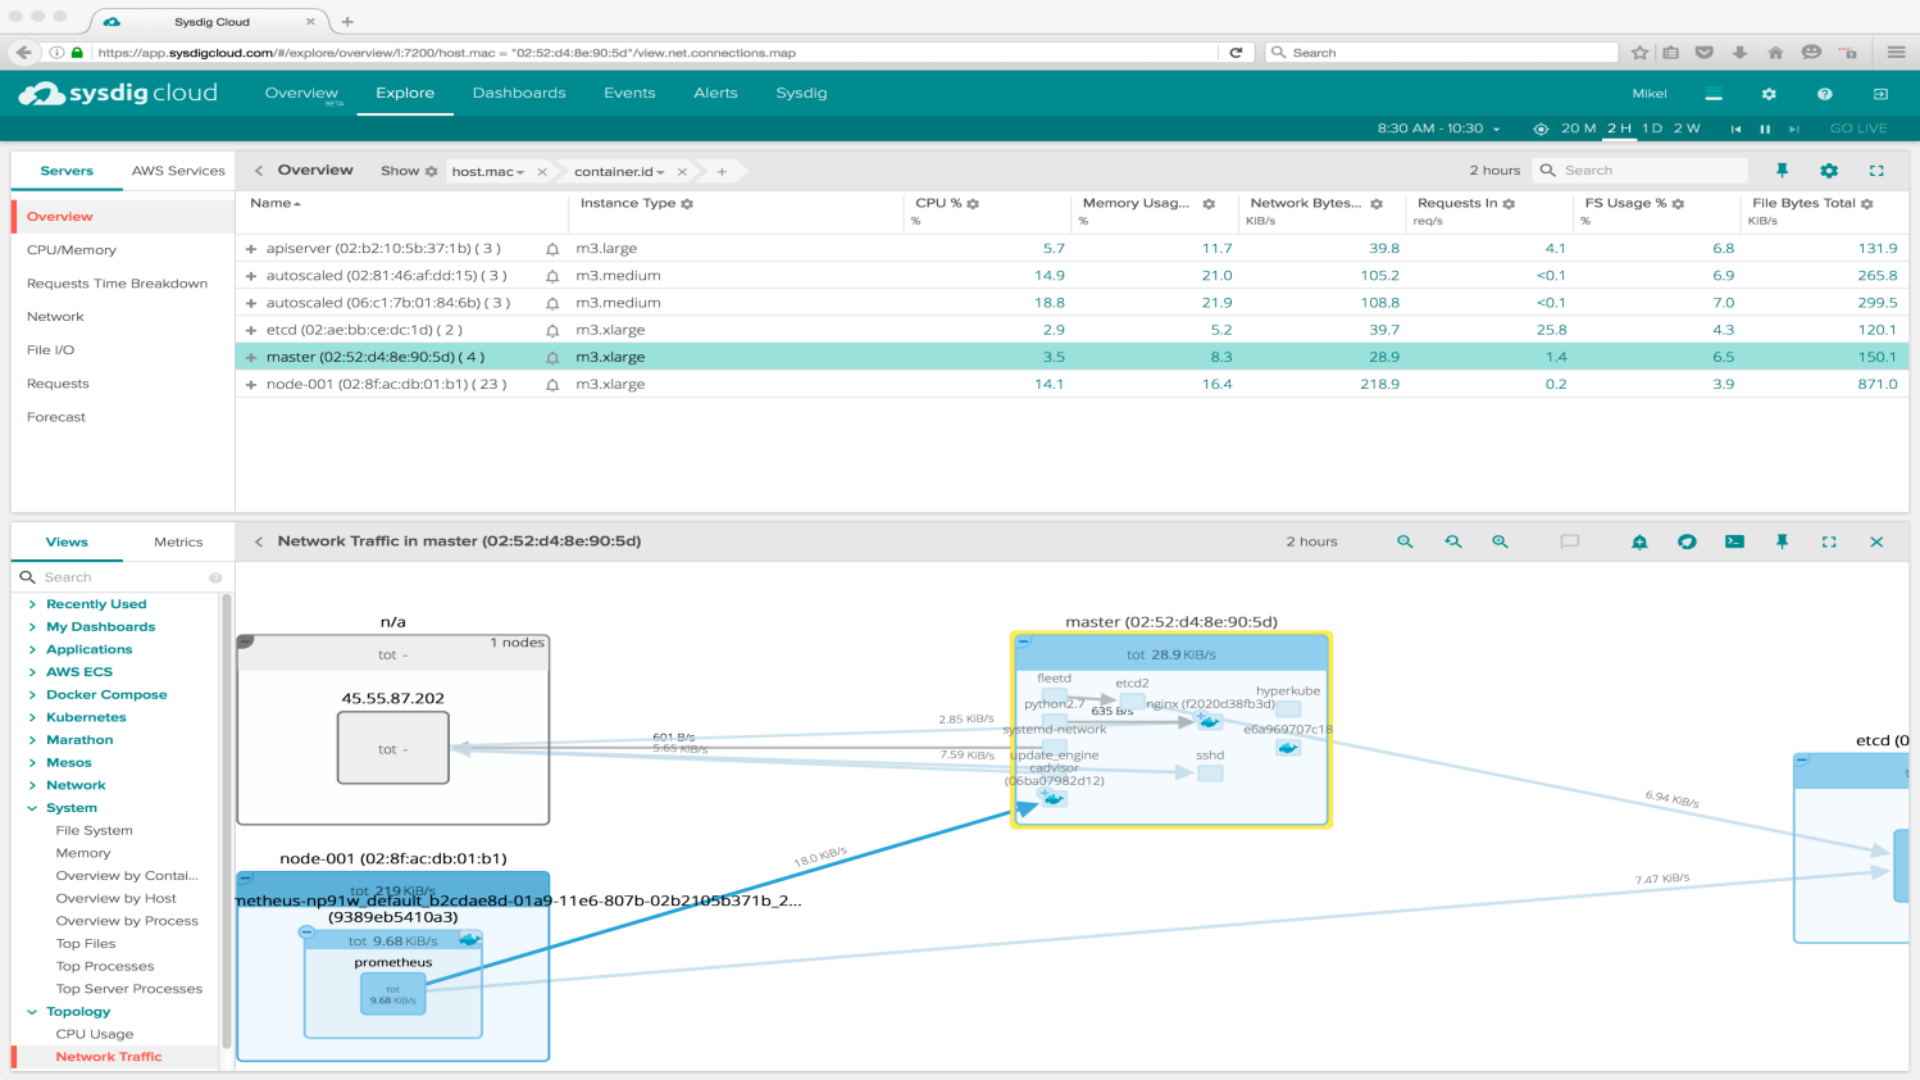 Sysdig Cloud
https://app.sysdigcloud.com/#/explore/overview/l:7200/host.mac = "02:52:d4:8e:90:5d"/view.net.connections.map
Search
sysdig cloud
Overview
BETA
Explore
Dashboards
Events
Alerts
Sysdig
Mikel
8:30 AM - 10:30
20 M 2 H 1 D 2 W
GO LIVE
Servers
AWS Services
Overview
Show
host.mac
container.id
2 hours
Search
Overview
CPU/Memory
Requests Time Breakdown
Network
File I/O
Requests
Forecast
Name
Instance Type
CPU %
%
Memory Usag...
%
Network Bytes...
KiB/s
Requests In
req/s
FS Usage %
%
File Bytes Total
KiB/s
apiserver (02:b2:10:5b:37:1b) ( 3 ) m3.large 5.7 11.7 39.8 4.1 6.8 131.9
autoscaled (02:81:46:af:dd:15) ( 3 ) m3.medium 14.9 21.0 105.2 <0.1 6.9 265.8
autoscaled (06:c1:7b:01:84:6b) ( 3 ) m3.medium 18.8 21.9 108.8 <0.1 7.0 299.5
etcd (02:ae:bb:ce:dc:1d) ( 2 ) m3.xlarge 2.9 5.2 39.7 25.8 4.3 120.1
master (02:52:d4:8e:90:5d) ( 4 ) m3.xlarge 3.5 8.3 28.9 1.4 6.5 150.1
node-001 (02:8f:ac:db:01:b1) ( 23 ) m3.xlarge 14.1 16.4 218.9 0.2 3.9 871.0
Views
Metrics
Network Traffic in master (02:52:d4:8e:90:5d)
2 hours
Search
Recently Used
My Dashboards
Applications
AWS ECS
Docker Compose
Kubernetes
Marathon
Mesos
Network
System
File System
Memory
Overview by Contai...
Overview by Host
Overview by Process
Top Files
Top Processes
Top Server Processes
Topology
CPU Usage
Network Traffic
n/a
1 nodes
tot -
45.55.87.202
tot -
master (02:52:d4:8e:90:5d)
tot 28.9 KiB/s
fleetd
etcd2
hyperkube
python2.7
635 B/s
nginx (f2020d38fb3d)
systemd-network
e6a969707c18
update_engine
sshd
cadvisor
(06ba07982d12)
2.85 KiB/s
601 B/s
5.65 KiB/s
7.59 KiB/s
18.0 KiB/s
6.94 KiB/s
7.47 KiB/s
etcd (0
node-001 (02:8f:ac:db:01:b1)
tot 219 KiB/s
netheus-np91w_default_b2cdae8d-01a9-11e6-807b-02b2105b371b_2...
(9389eb5410a3)
tot 9.68 KiB/s
prometheus
tot
9.68 KiB/s